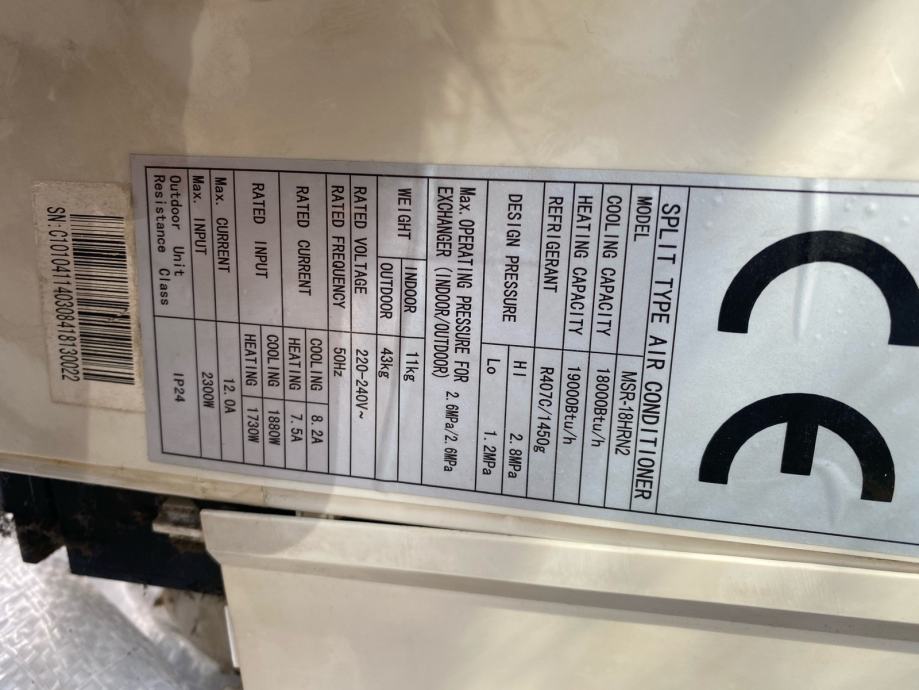 CE
SPLIT TYPE AIR CONDITIONER
MODEL MSR-18HRN2
COOLING CAPACITY 18000Btu/h
HEATING CAPACITY 19000Btu/h
REFRIGERANT R407C/1450g
DESIGN PRESSURE HI 2.8MPa
Lo 1.2MPa
Max. OPERATING PRESSURE FOR
EXCHANGER (INDOOR/OUTDOOR) 2.6MPa/2.6MPa
WEIGHT INDOOR 11kg
OUTDOOR 43kg
RATED VOLTAGE 220-240V~
RATED FREQUENCY 50Hz
RATED CURRENT COOLING 8.2A
HEATING 7.5A
RATED INPUT COOLING 1880W
HEATING 1730W
Max. CURRENT 12.0A
Max. INPUT 2300W
Outdoor Unit
Resistance Class IP24
SN:C101041140308418130022